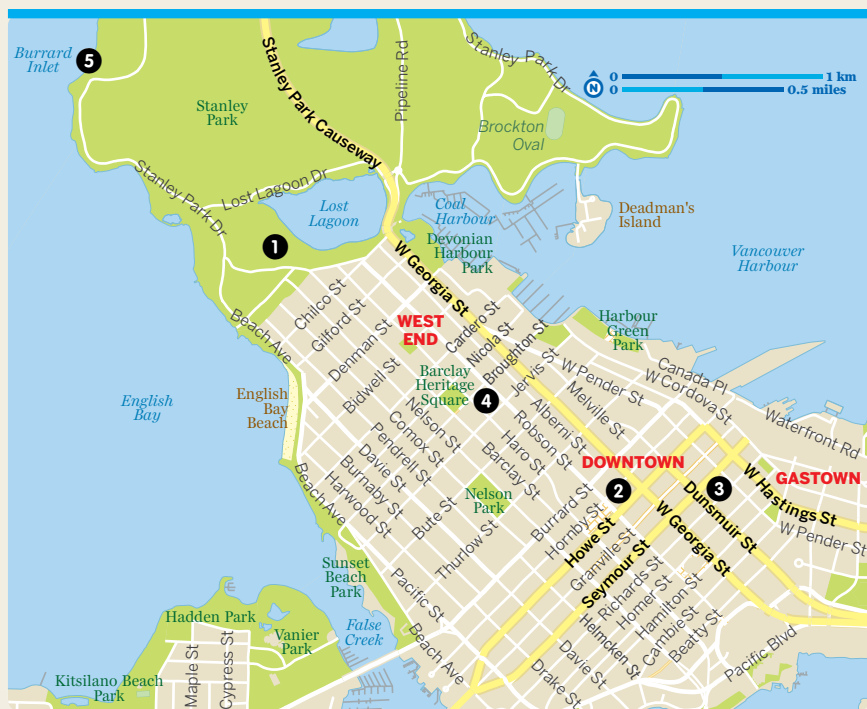 Burrard
Inlet
5
Stanley Park Causeway
Pipeline Rd
Stanley Park Dr
N
0
1 km
0
0.5 miles
Stanley
Park
Brockton
Oval
Stanley Park Dr
Lost Lagoon Dr
Lost
Lagoon
Coal
Harbour
Deadman's
Island
1
Devonian
Harbour
Park
Vancouver
Harbour
W Georgia St
Chilco St
Gilford St
Beach Ave
WEST
END
Cardero St
Nicola St
Broughton St
Jervis St
Harbour
Green
Park
Denman St
Bidwell St
Barclay
Heritage
Square
4
W Pender St
Canada Pl
W Cordova St
Melville St
Waterfront Rd
English
Bay
English
Bay
Beach
Nelson St
Comox St
Pendrell St
Davie St
Burnaby St
Harwood St
Alberni St
Robson St
Haro St
Barclay St
DOWNTOWN
2
3
GASTOWN
W Hastings St
W Pender St
Dunsmuir St
W Georgia St
Beach Ave
Nelson
Park
Bute St
Thurlow St
Burrard St
Hornby St
Howe St
Granville St
Seymour St
Richards St
Homer St
Hamilton St
Cambie St
Beatty St
Helmcken St
Davie St
Drake St
Pacific Blvd
Sunset
Beach
Park
Pacific St
Beach Ave
False
Creek
Hadden Park
Vanier
Park
Maple St
Cypress St
Kitsilano Beach
Park